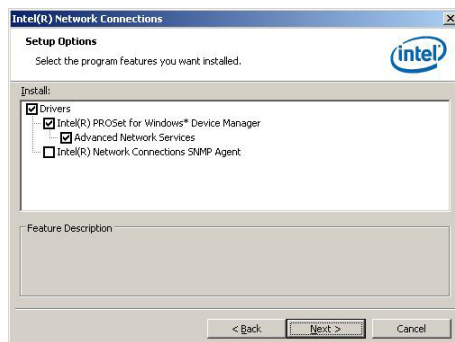 Intel(R) Network Connections
Setup Options
Select the program features you want installed.
intel
Install:
Drivers
Intel(R) PROSet for Windows* Device Manager
Advanced Network Services
Intel(R) Network Connections SNMP Agent
Feature Description
< Back
Next >
Cancel